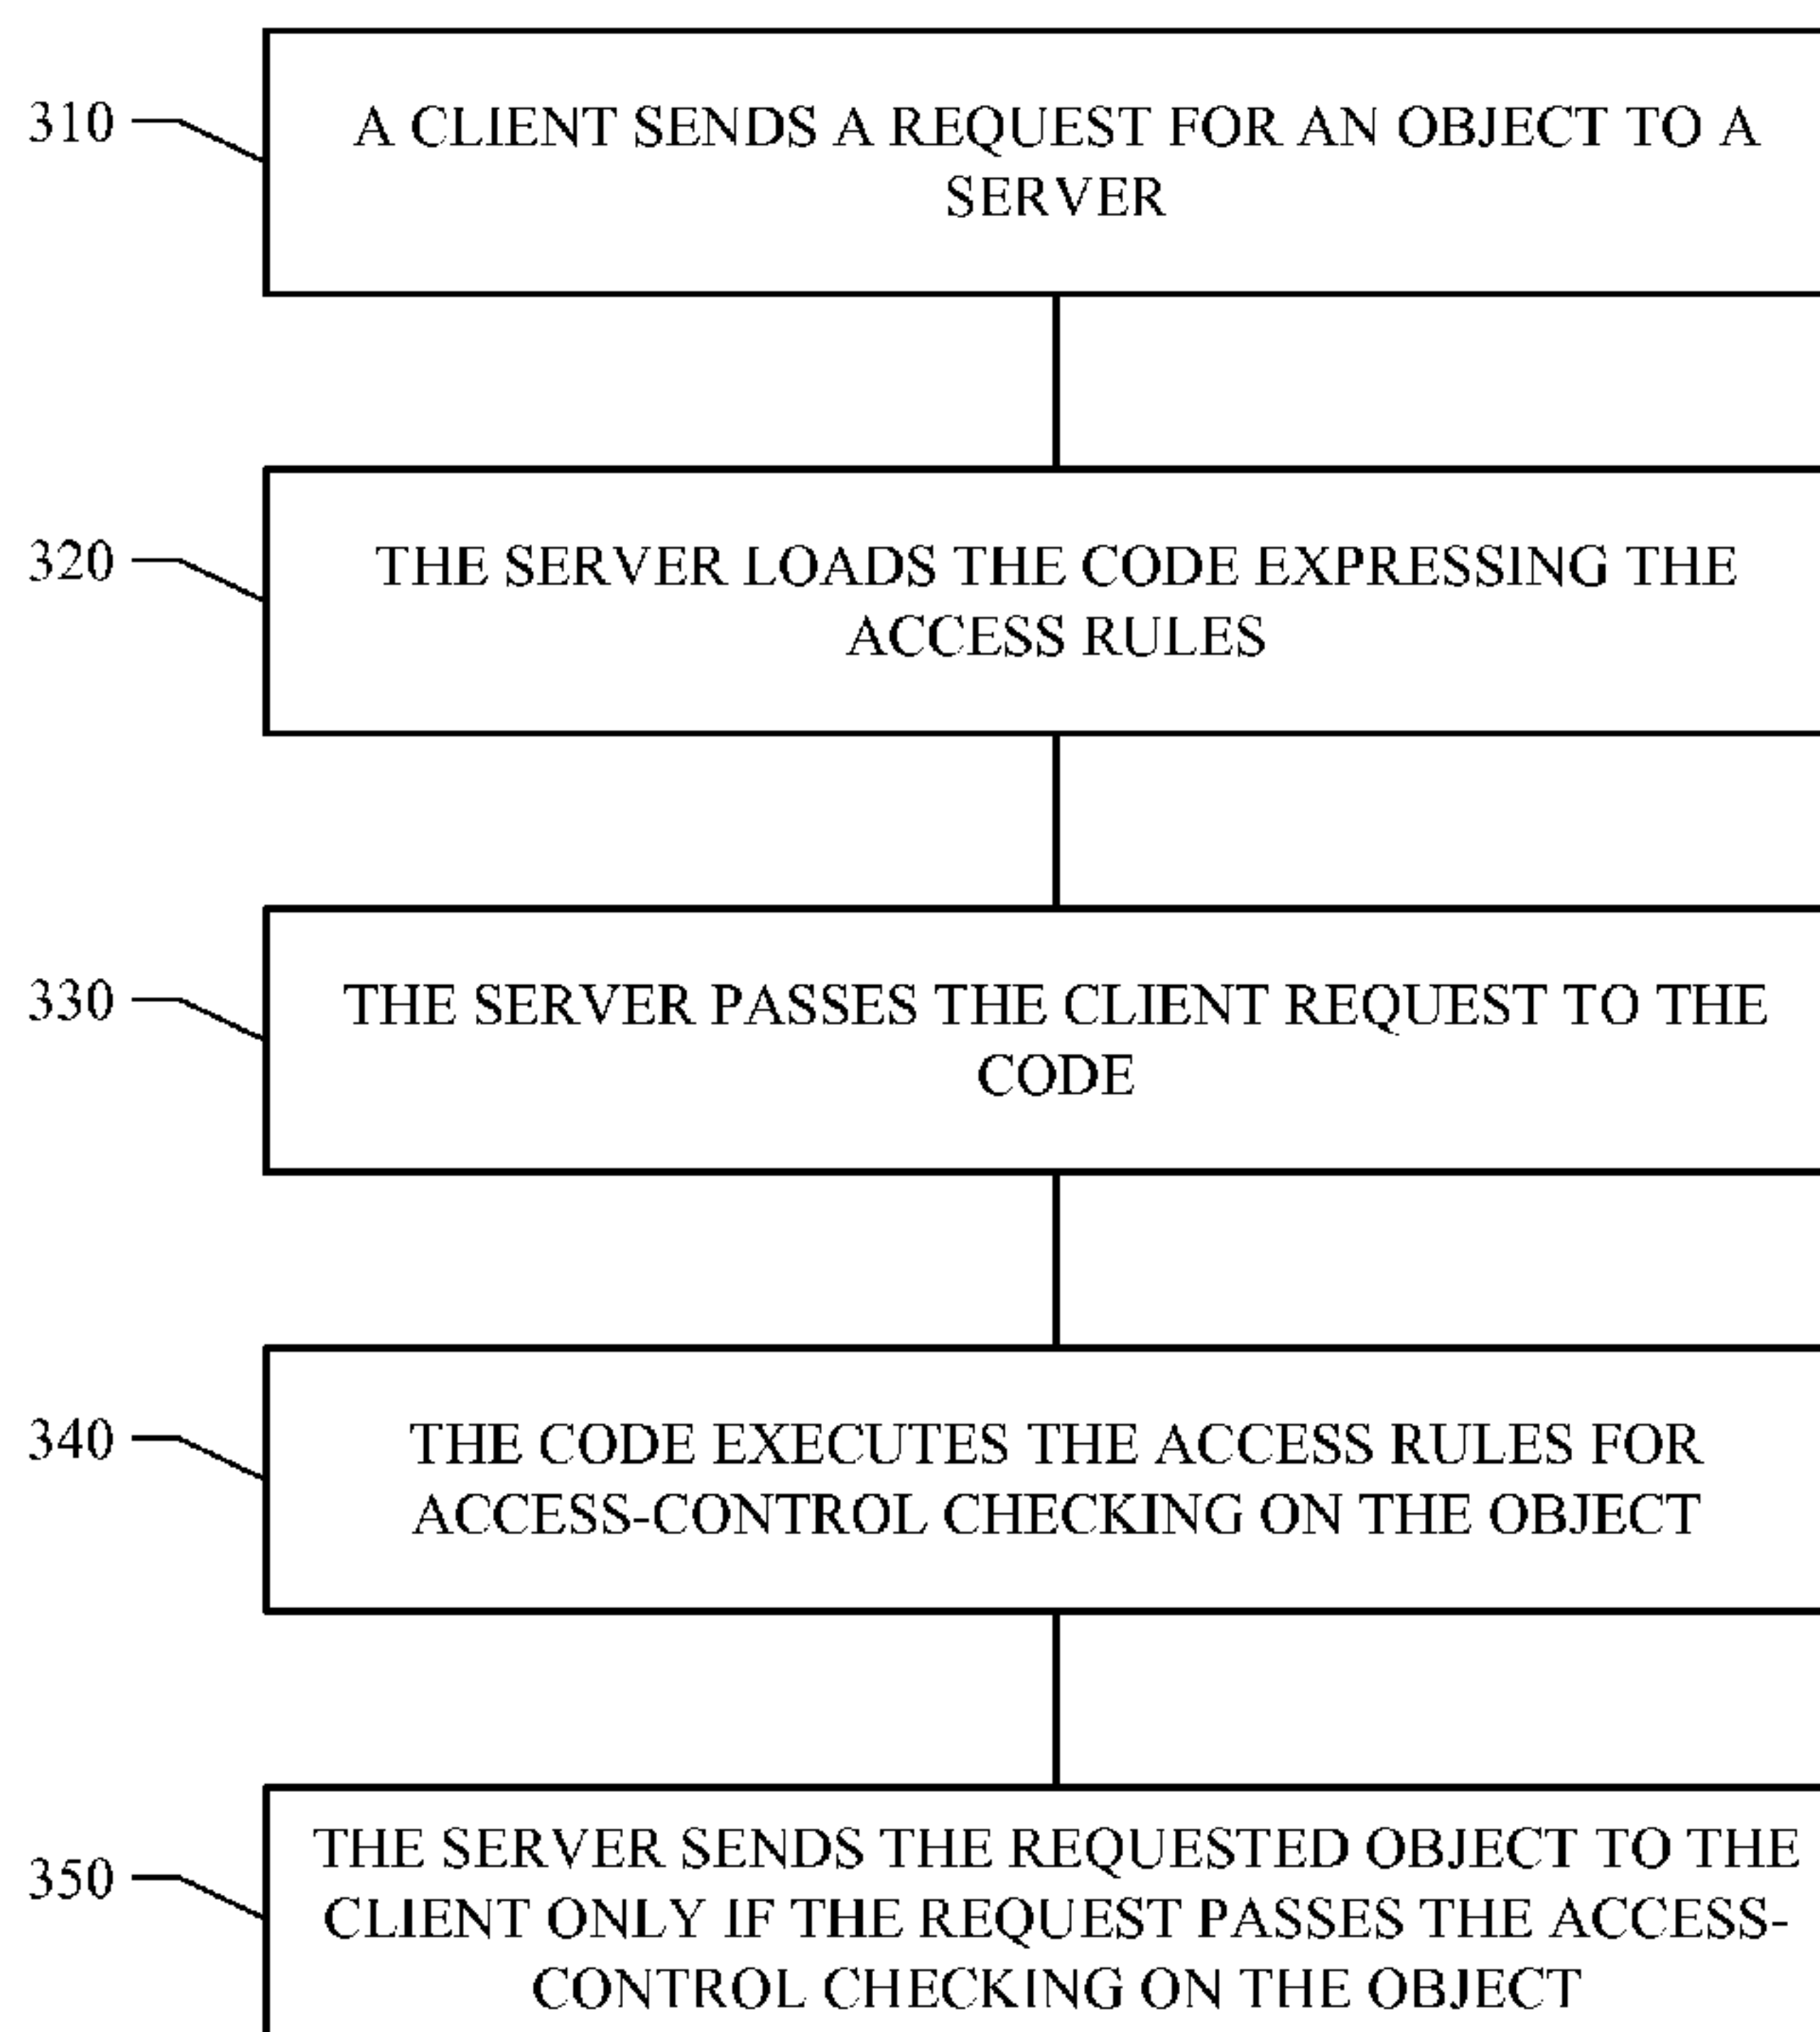 310
A CLIENT SENDS A REQUEST FOR AN OBJECT TO A
SERVER
320
THE SERVER LOADS THE CODE EXPRESSING THE
ACCESS RULES
330
THE SERVER PASSES THE CLIENT REQUEST TO THE
CODE
340
THE CODE EXECUTES THE ACCESS RULES FOR
ACCESS-CONTROL CHECKING ON THE OBJECT
350
THE SERVER SENDS THE REQUESTED OBJECT TO THE
CLIENT ONLY IF THE REQUEST PASSES THE ACCESS-
CONTROL CHECKING ON THE OBJECT